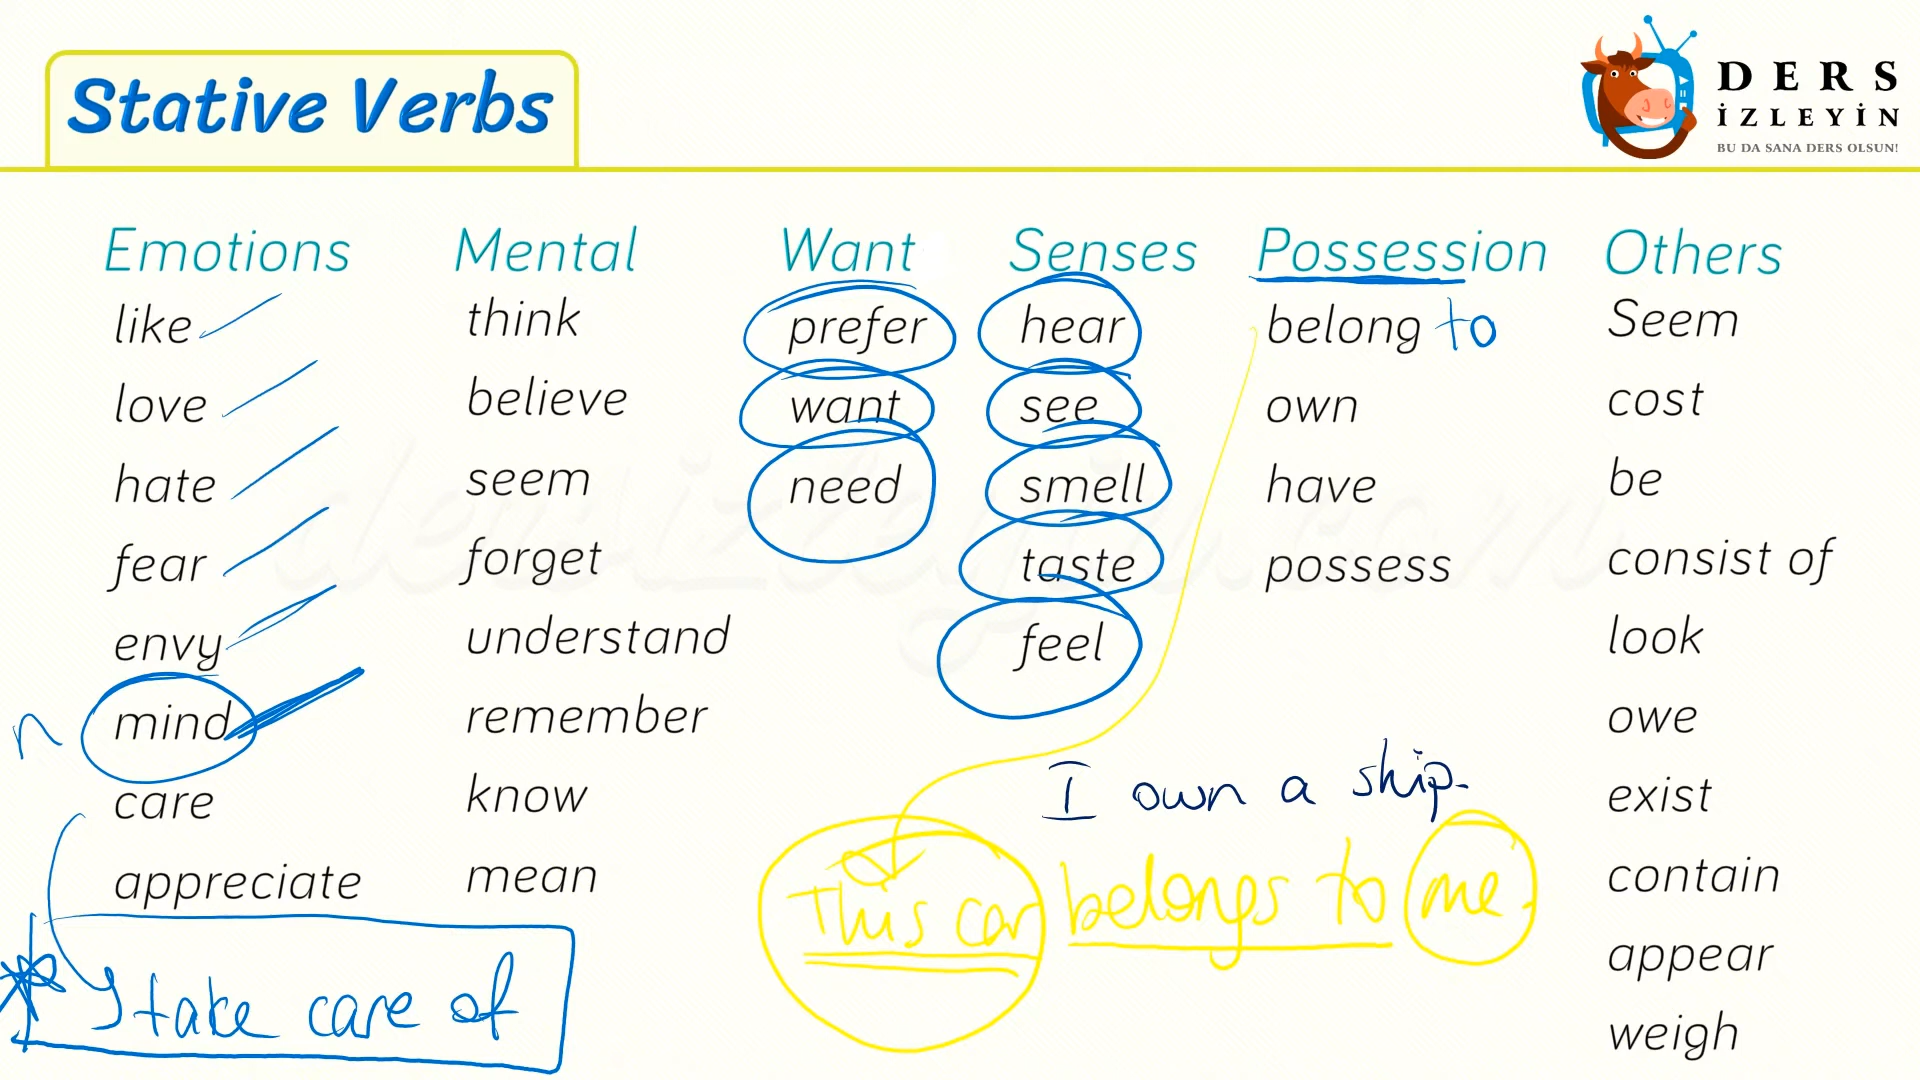 Stative Verbs
DERS
İZLEYİN
BU DA SANA DERS OLSUN!
Emotions
like
love
hate
fear
envy
n mind
care
appreciate
take care of
Mental
think
believe
seem
forget
understand
remember
know
mean
Want
prefer
want
need
Senses
hear
see
smell
taste
feel
Possession
belong to
own
have
possess
I own a ship.
This car belongs to me.
Others
Seem
cost
be
consist of
look
owe
exist
contain
appear
weigh
dersizleyin.com